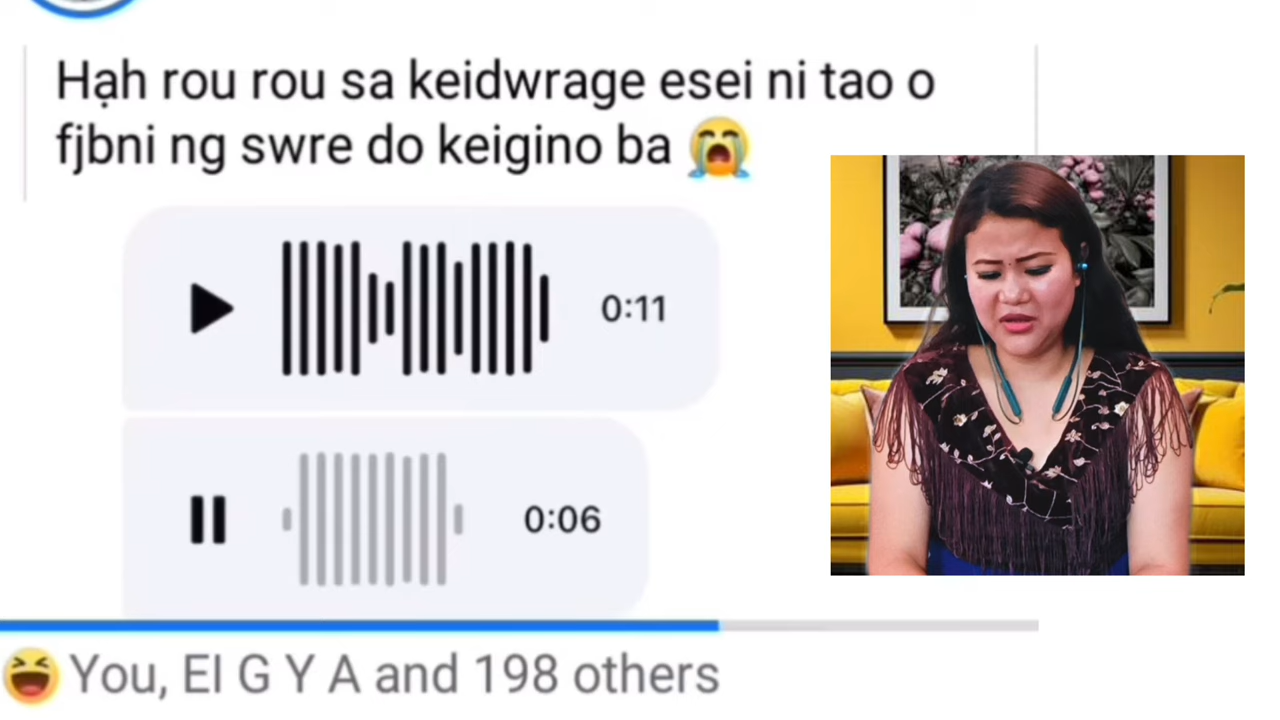 Hạh rou rou sa keidwrage esei ni tao o
fjbni ng swre do keigino ba 😭
0:11
0:06
😆 You, EI G Y A and 198 others